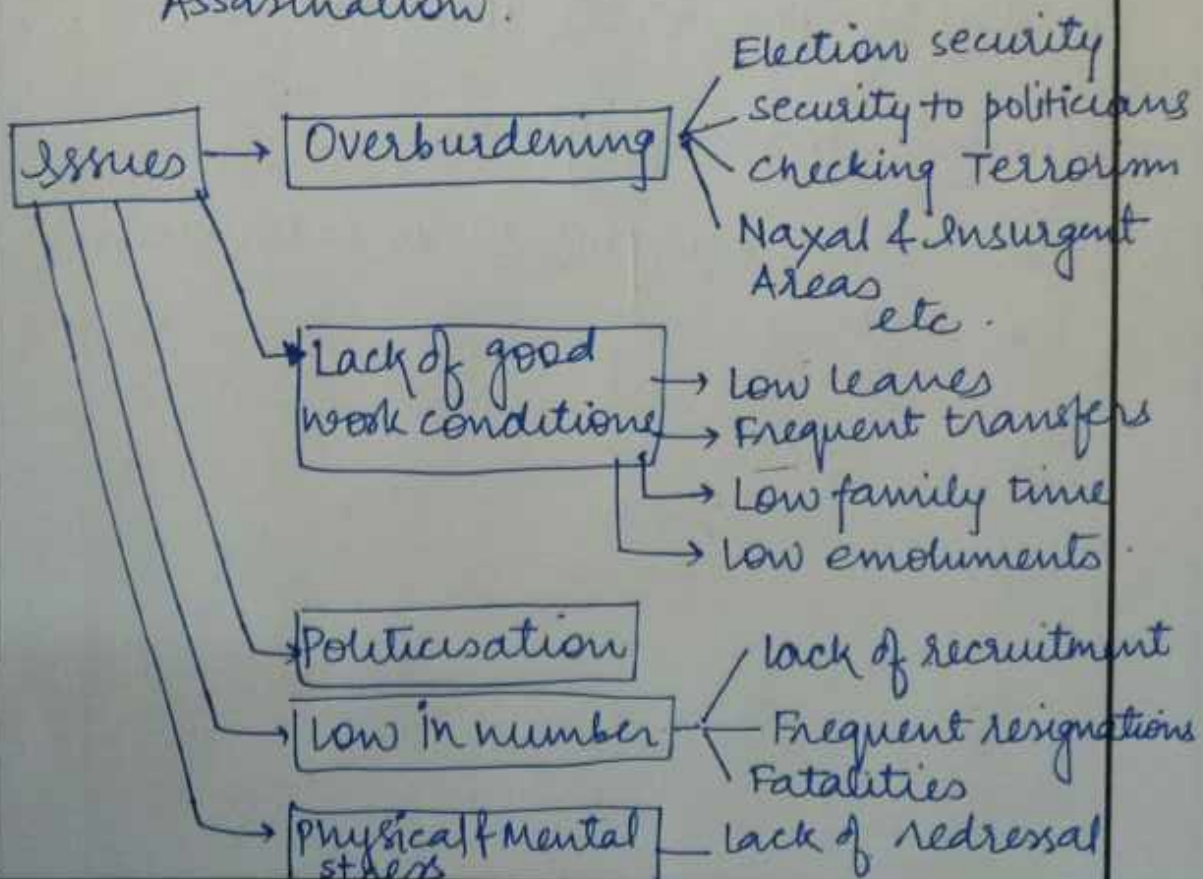 Assasination.
Issues
Overburdening
Election security
security to politicians
Checking Terrorism
Naxal & Insurgent
Areas
etc.
Lack of good
work conditions
Low leaves
Frequent transfers
Low family time
Low emoluments.
Politicisation
Low in number
Lack of recruitment
Frequent resignations
Fatalities
Physical & Mental
stress
Lack of redressal